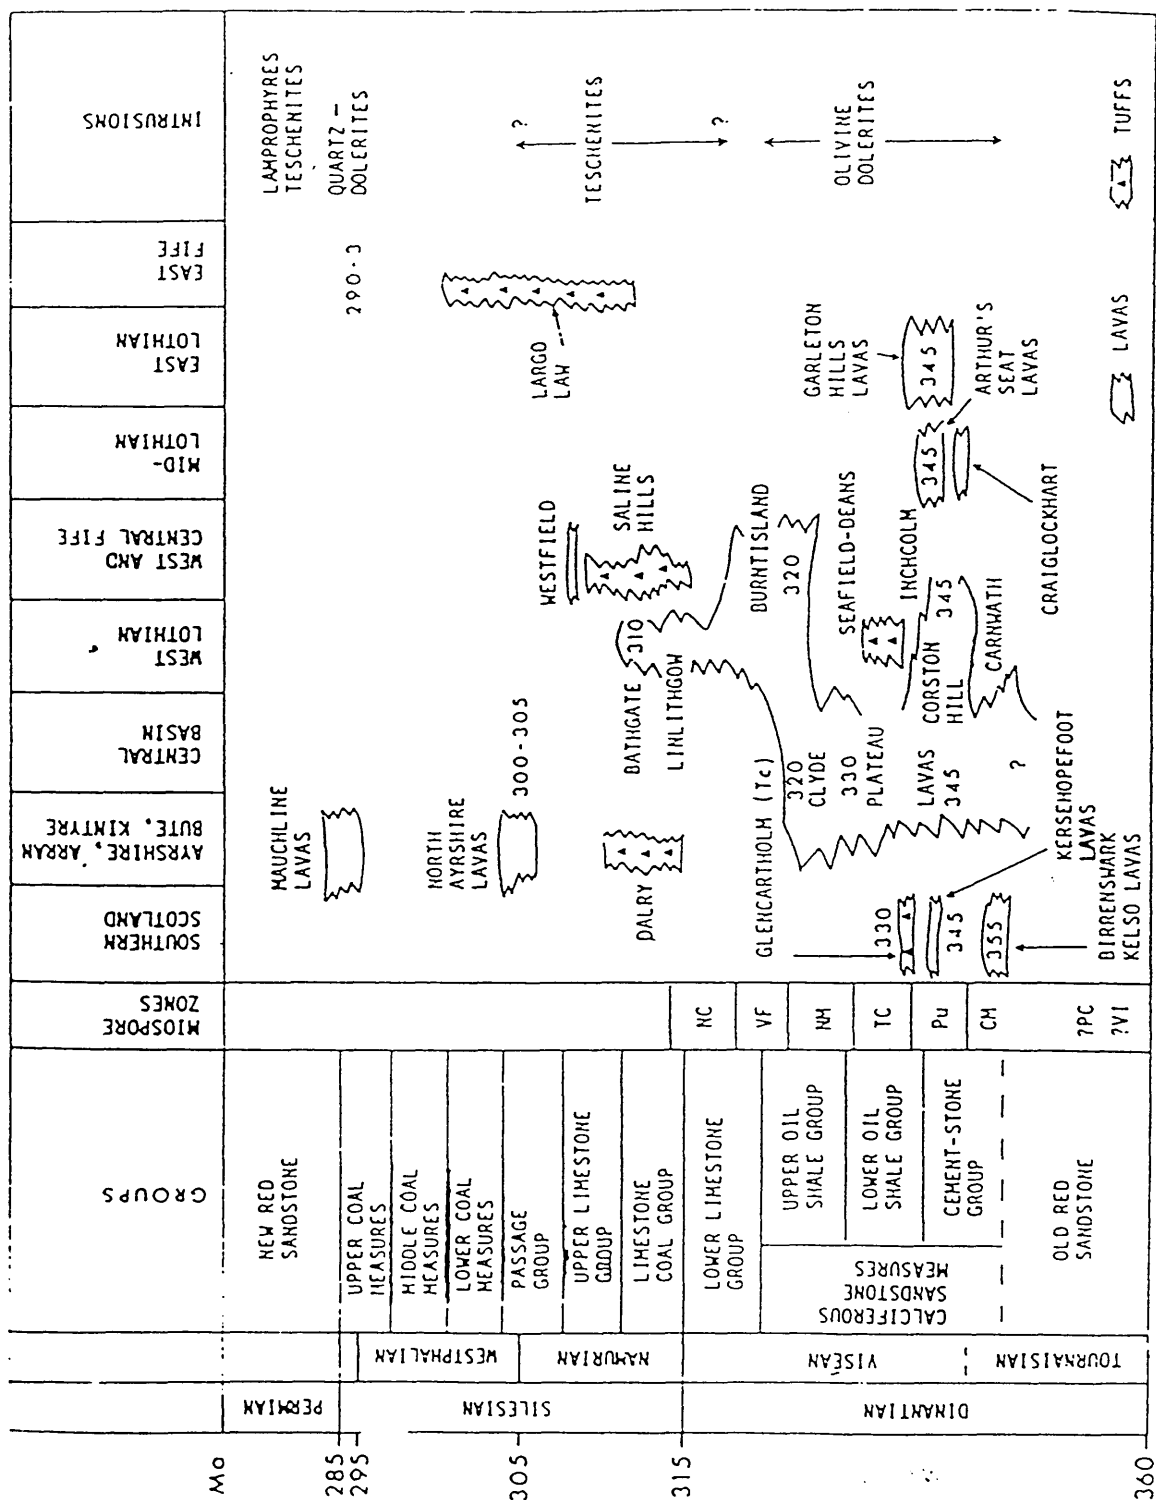 Mo
285
295
305
315
360
PERMIAN
SILESIAN
DINANTIAN
WESTPHALIAN
NAMURIAN
VISEAN
TOURNAISIAN
GROUPS
NEW RED
SANDSTONE
UPPER COAL
MEASURES
MIDDLE COAL
MEASURES
LOWER COAL
MEASURES
PASSAGE
GROUP
UPPER LIMESTONE
GROUP
LIMESTONE
COAL GROUP
LOWER LIMESTONE
GROUP
CALCIFEROUS
SANDSTONE
MEASURES
UPPER OIL
SHALE GROUP
LOWER OIL
SHALE GROUP
CEMENT-STONE
GROUP
OLD RED
SANDSTONE
MIOSPORE
ZONES
NC
VF
NM
TC
Pu
CM
?PC
?VI
SOUTHERN
SCOTLAND
GLENCARTHOLM (Tc)
330
345
355
KERSEHOPEFOOT
LAVAS
BIRRENSWARK
KELSO LAVAS
AYRSHIRE, ARRAN
BUTE, KINTYRE
MAUCHLINE
LAVAS
NORTH
AYRSHIRE
LAVAS
300-305
DALRY
CENTRAL
BASIN
320
CLYDE
330
PLATEAU
LAVAS
345
?
WEST
LOTHIAN
BATHGATE
310
LINLITHGOW
SEAFIELD-DEANS
CORSTON
HILL
CARNWATH
WEST AND
CENTRAL FIFE
WESTFIELD
SALINE
HILLS
BURNTISLAND
320
INCHCOLM
345
MID-
LOTHIAN
345
CRAIGLOCKHART
ARTHUR'S
SEAT
LAVAS
EAST
LOTHIAN
GARLETON
HILLS
LAVAS
345
EAST
FIFE
290-3
LARGO
LAW
INTRUSIONS
LAMPROPHYRES
TESCHENITES
QUARTZ-
DOLERITES
?
TESCHENITES
?
OLIVINE
DOLERITES
LAVAS
TUFFS